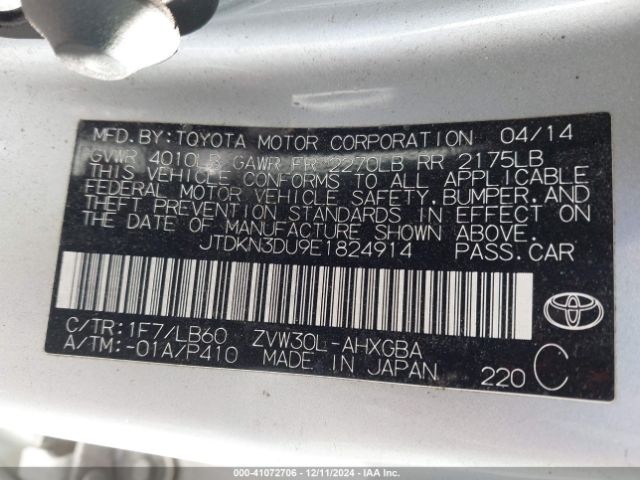 MFD.BY:TOYOTA MOTOR CORPORATION 04/14
GVWR 4010LB GAWR FR 2270LB RR 2175LB
THIS VEHICLE CONFORMS TO ALL APPLICABLE
FEDERAL MOTOR VEHICLE SAFETY,BUMPER,AND
THEFT PREVENTION STANDARDS IN EFFECT ON
THE DATE OF MANUFACTURE SHOWN ABOVE.
JTDKN3DU9E1824914 PASS.CAR
C/TR:1F7/LB60 ZVW30L-AHXGBA
A/TM:-01A/P410 MADE IN JAPAN
220 C
000-41072706 - 12/11/2024 - IAA Inc.